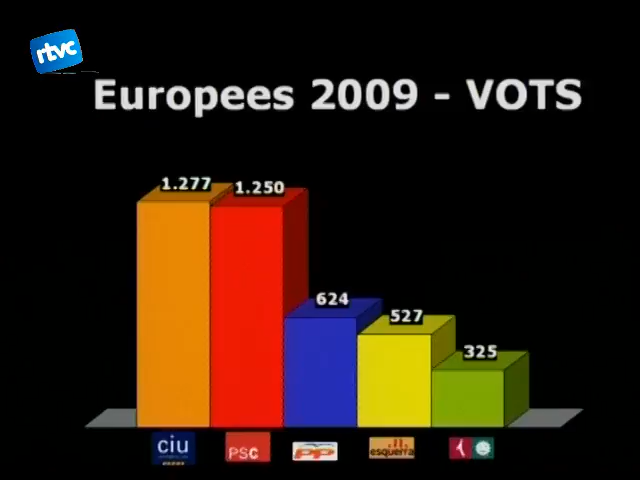 rtvc
Europees 2009 - VOTS
1.277
1.250
624
527
325
ciu
PSC
PP
esquerra